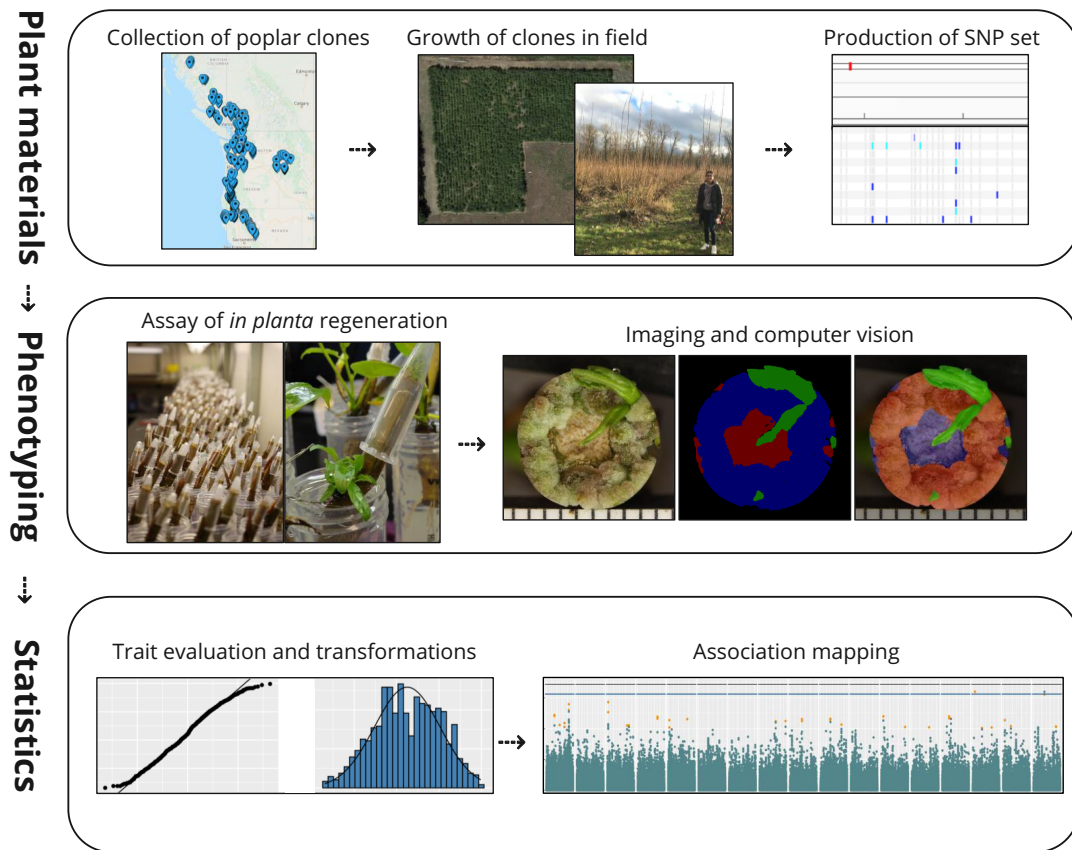 Plant materials
Collection of poplar clones
Growth of clones in field
Production of SNP set
Phenotyping
Assay of in planta regeneration
Imaging and computer vision
Statistics
Trait evaluation and transformations
Association mapping